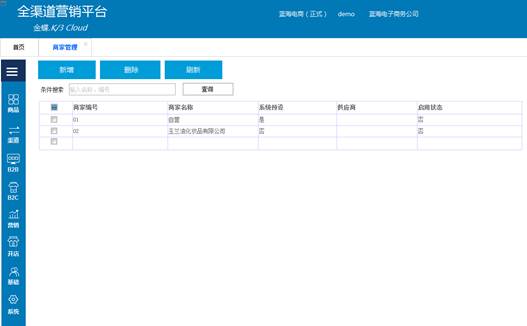 全渠道营销平台
金蝶.K/3 Cloud
蓝海电商（正式） demo 蓝海电子商务公司
首页 商家管理
新增 删除 刷新
条件搜索 输入名称，编号 查询
商家编号 商家名称 系统预设 供应商 启用状态
01 自营 是 否
02 玉兰油化妆品有限公司 否 否
商品
渠道
B2B
B2C
营销
开店
基础
系统